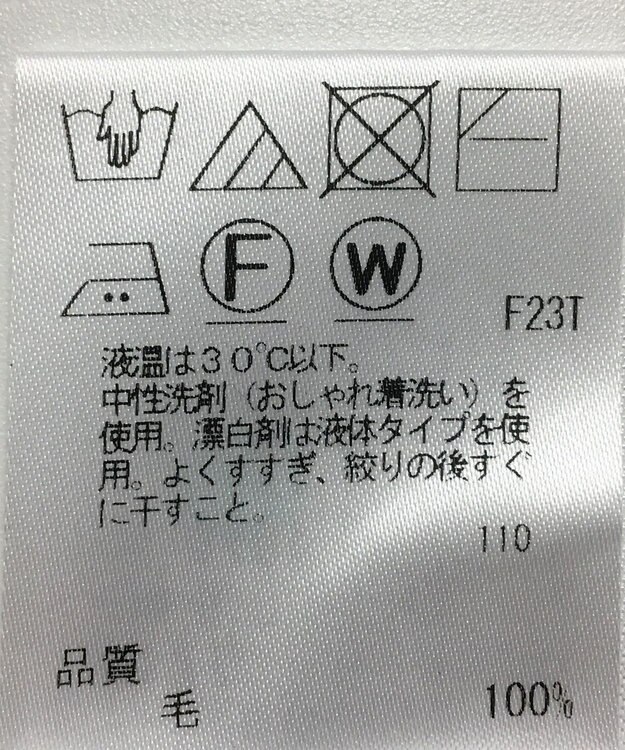 F W
F23T
液温は30℃以下。
中性洗剤（おしゃれ着洗い）を
使用。漂白剤は液体タイプを使
用。よくすすぎ、絞りの後すぐ
に干すこと。
110
品質
毛 100%